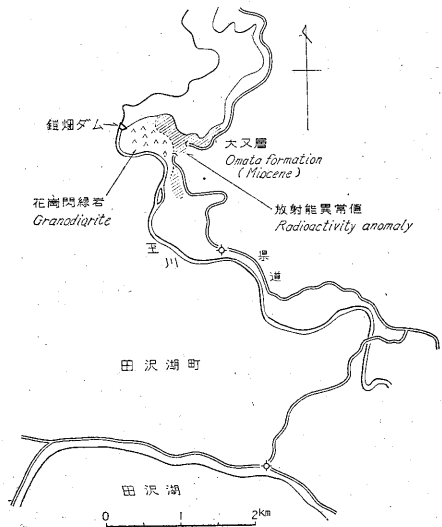 鎧畑ダム
大又層
Omata formation
(Miocene)
花崗閃緑岩
Granodiorite
放射能異常値
Radioactivity anomaly
玉川
県道
田沢湖町
田沢湖
0 1 2km